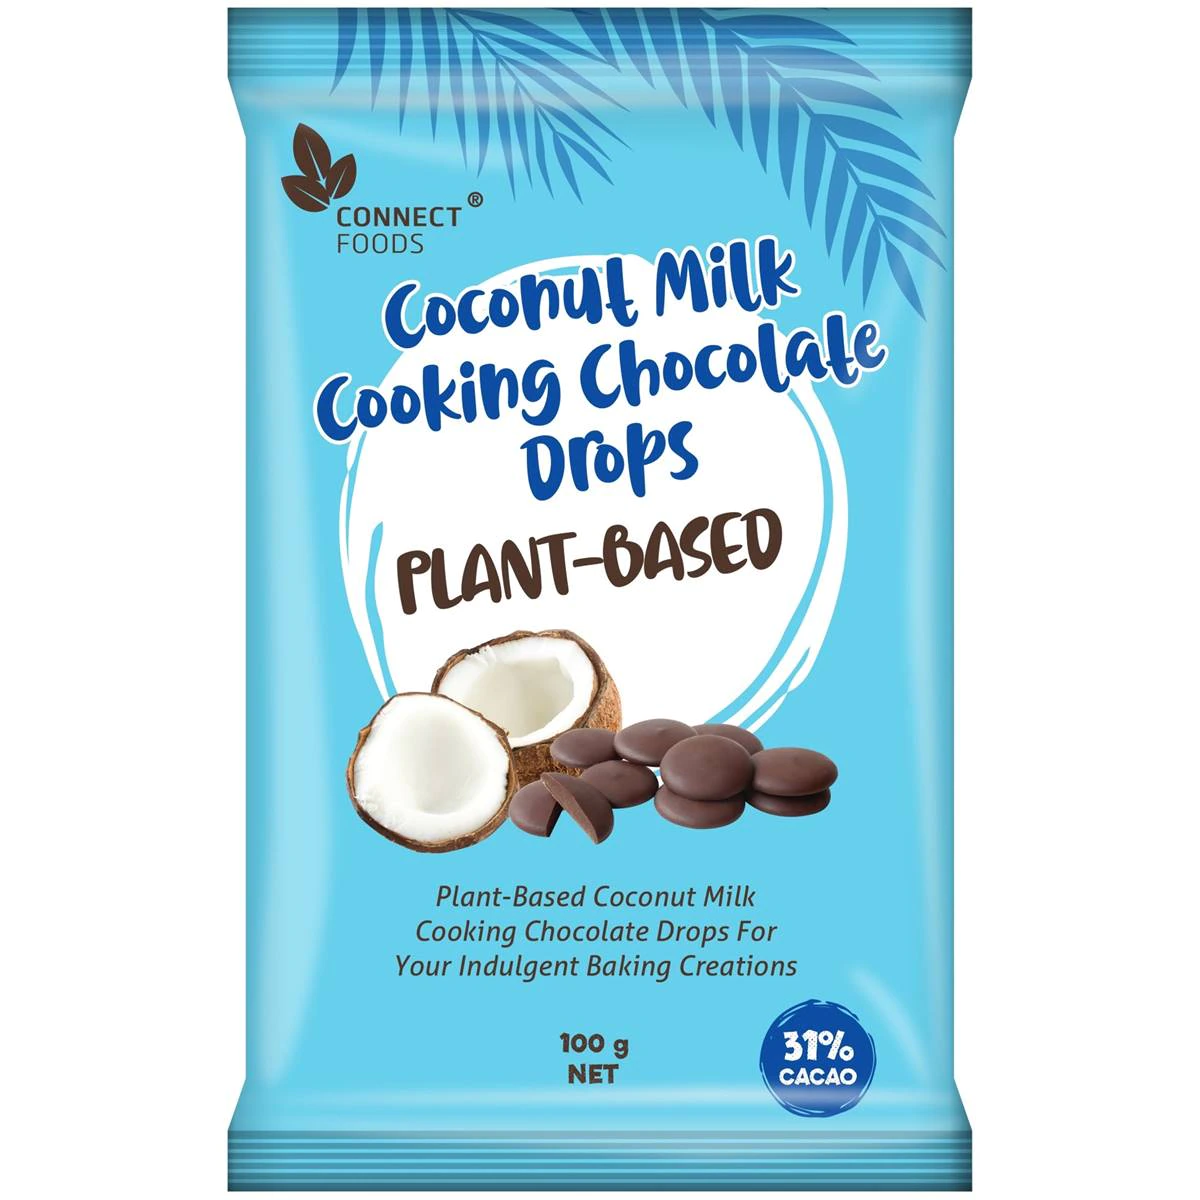 CONNECT®
FOODS
Coconut Milk
Cooking Chocolate
Drops
PLANT-BASED
Plant-Based Coconut Milk
Cooking Chocolate Drops For
Your Indulgent Baking Creations
100 g
NET
31%
CACAO